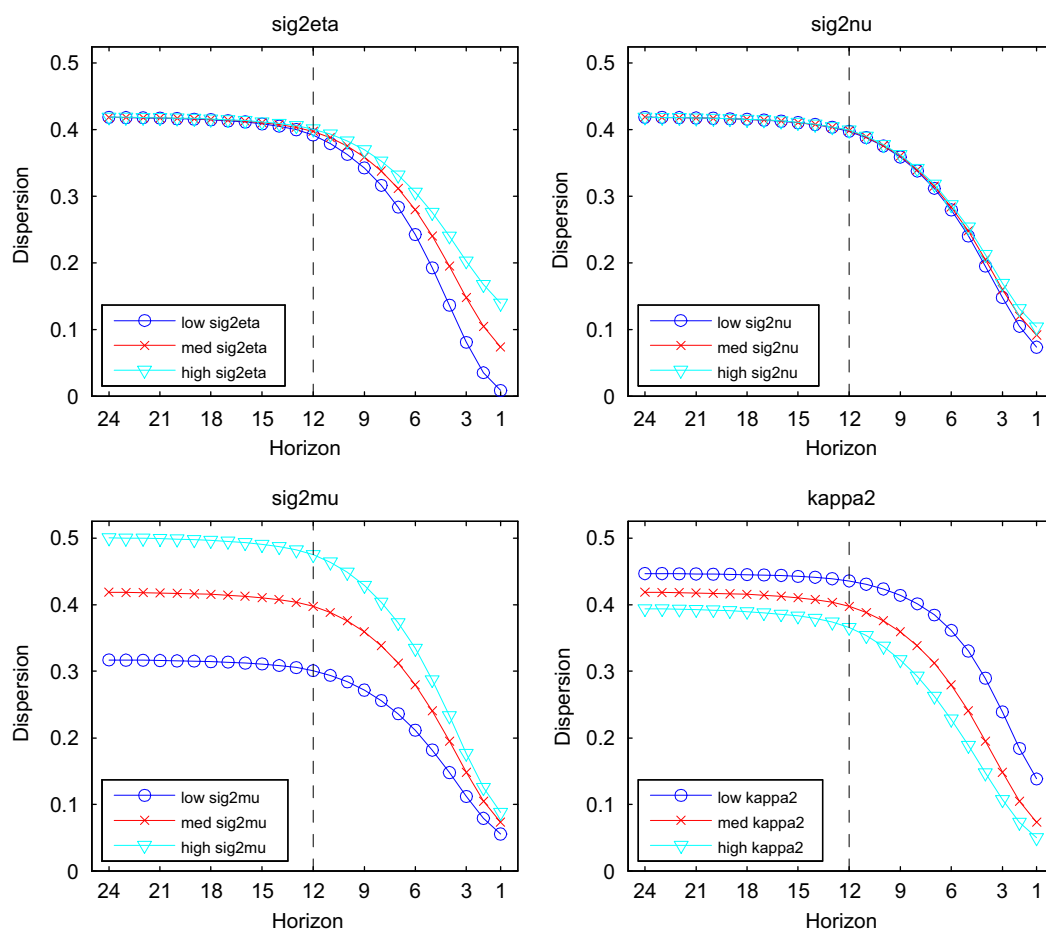 sig2eta
0.5
0.4
0.3
0.2
0.1
0
Dispersion
low sig2eta
med sig2eta
high sig2eta
24 21 18 15 12 9 6 3 1
Horizon
sig2nu
0.5
0.4
0.3
0.2
0.1
0
Dispersion
low sig2nu
med sig2nu
high sig2nu
24 21 18 15 12 9 6 3 1
Horizon
sig2mu
0.5
0.4
0.3
0.2
0.1
0
Dispersion
low sig2mu
med sig2mu
high sig2mu
24 21 18 15 12 9 6 3 1
Horizon
kappa2
0.5
0.4
0.3
0.2
0.1
0
Dispersion
low kappa2
med kappa2
high kappa2
24 21 18 15 12 9 6 3 1
Horizon